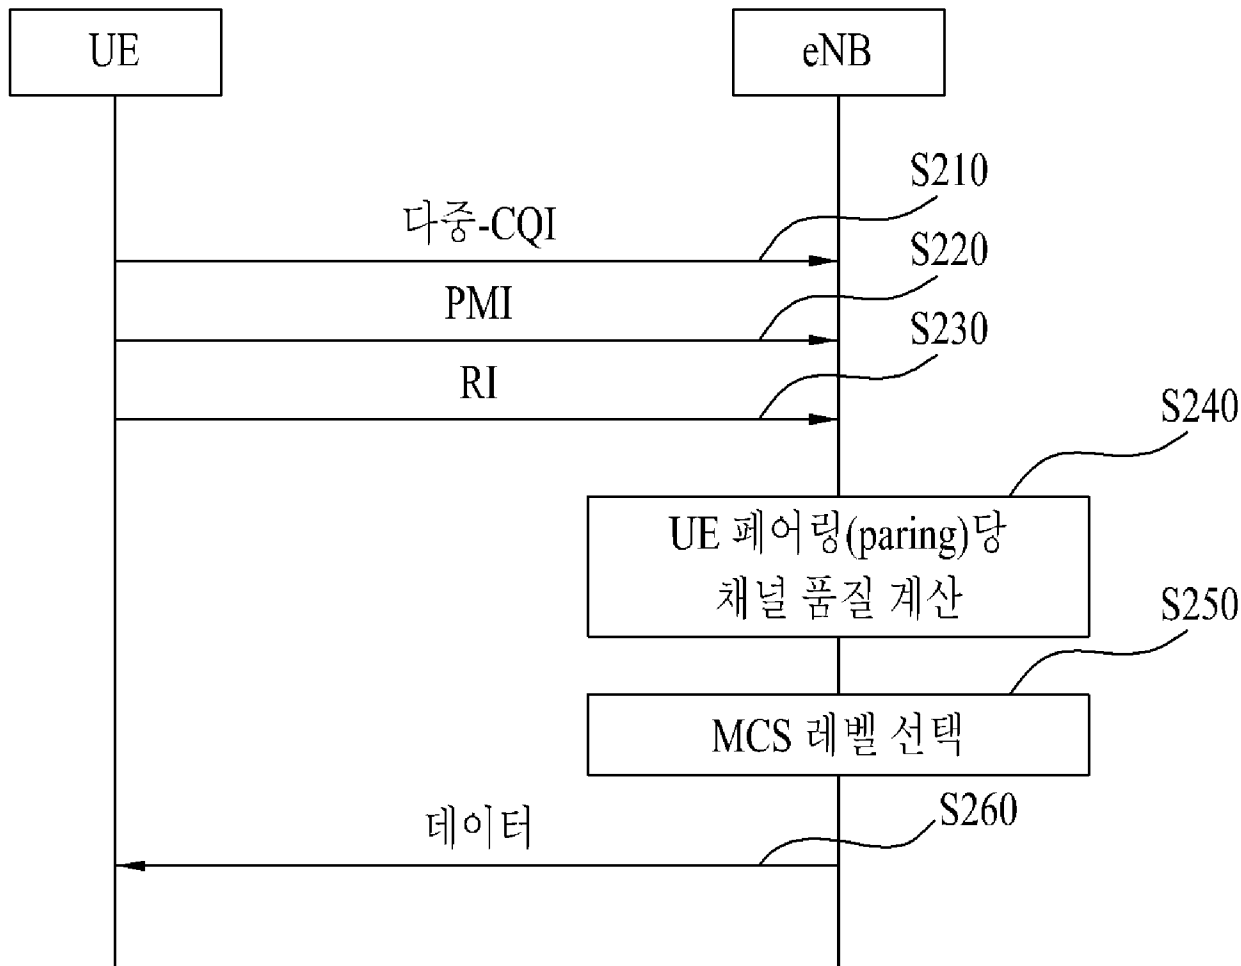 UE
eNB
S210
다중-CQI
S220
PMI
S230
RI
S240
UE 페어링(paring)당
채널 품질 계산
S250
MCS 레벨 선택
S260
데이터